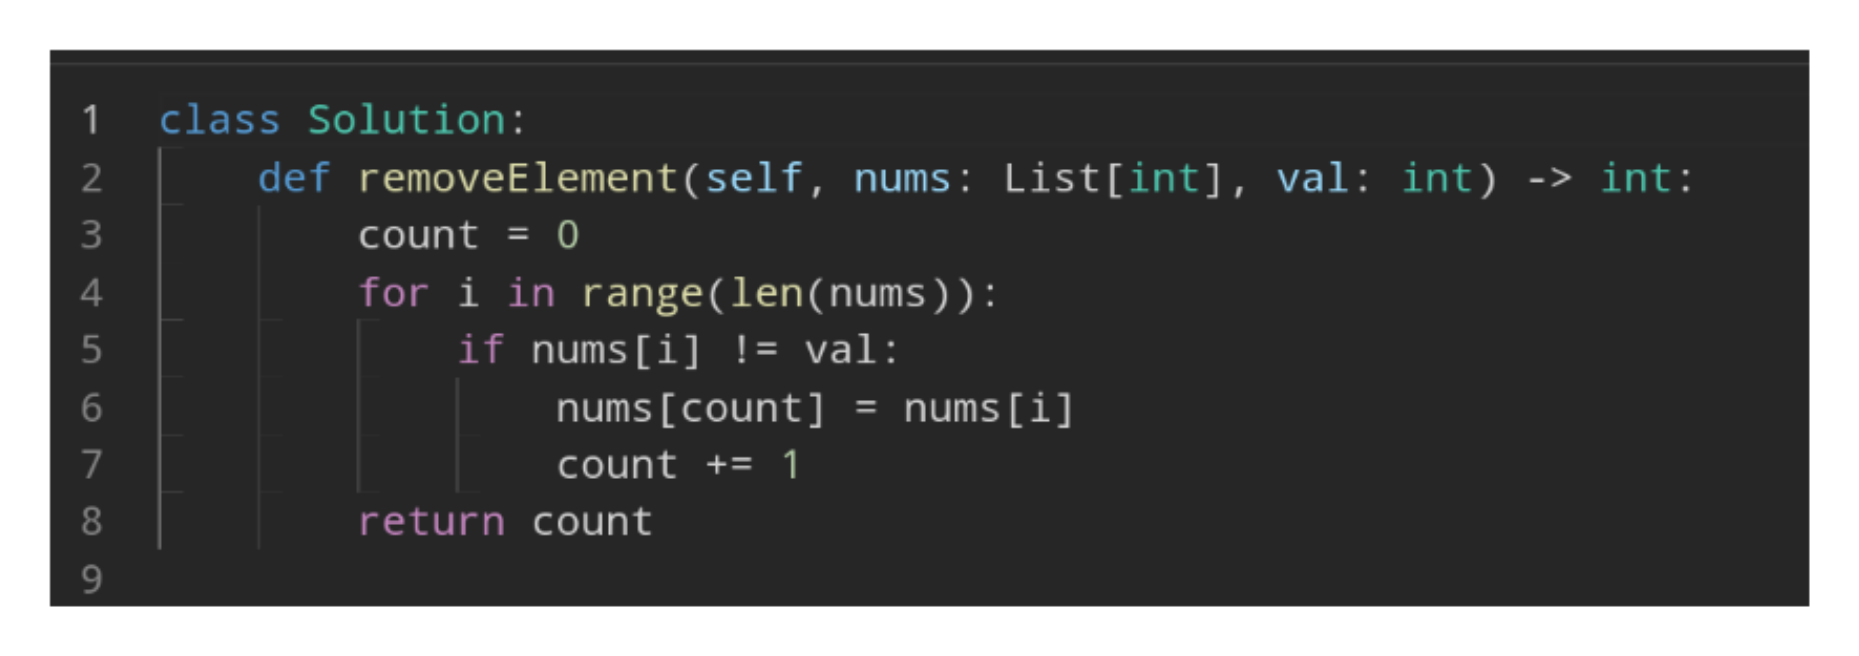 1 class Solution:
2     def removeElement(self, nums: List[int], val: int) -> int:
3         count = 0
4         for i in range(len(nums)):
5             if nums[i] != val:
6                 nums[count] = nums[i]
7                 count += 1
8         return count
9